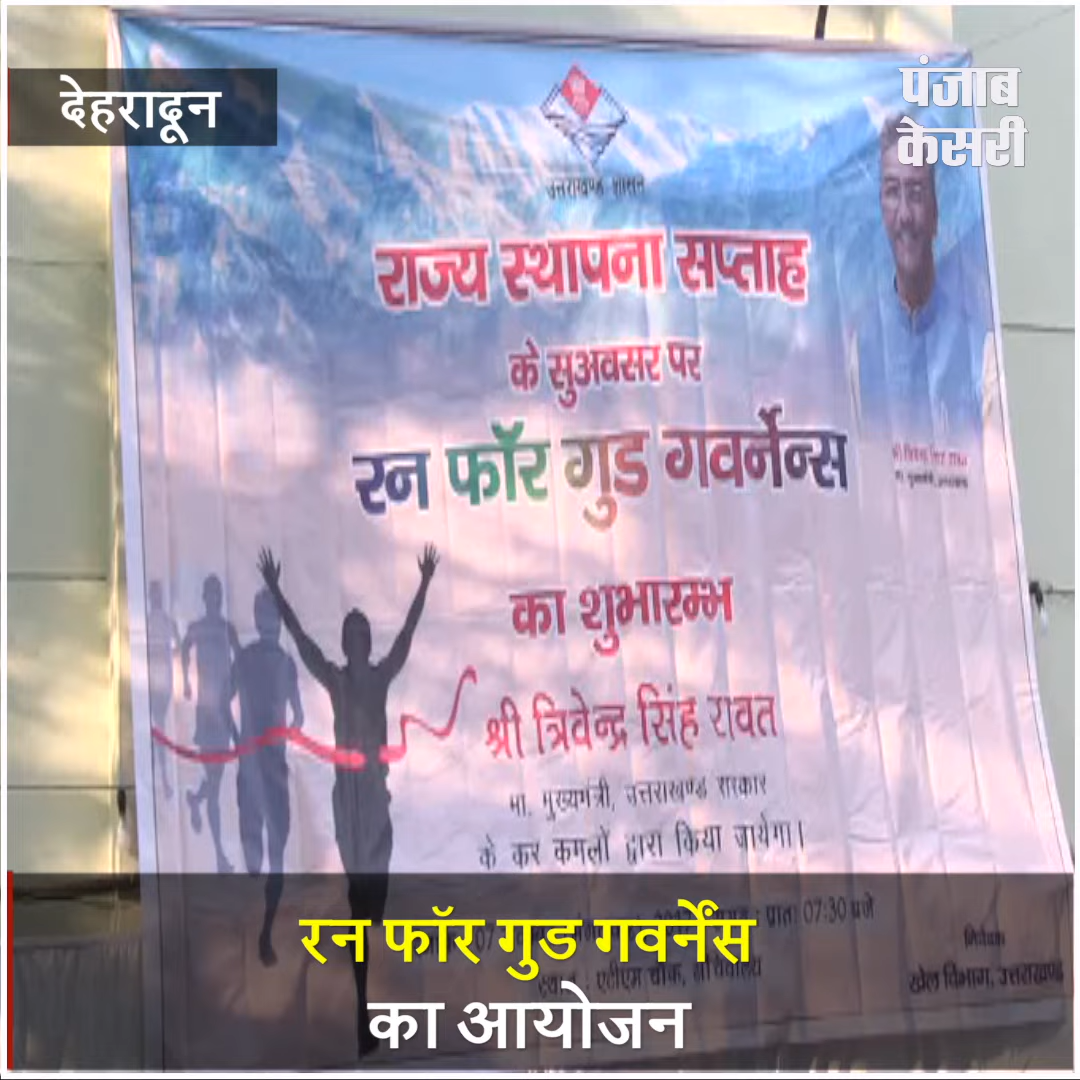 देहरादून
पंजाब
केसरी
उत्तराखण्ड शासन
राज्य स्थापना सप्ताह
के सुअवसर पर
रन फॉर गुड गवर्नेन्स
का शुभारम्भ
श्री त्रिवेन्द्र सिंह रावत
मा. मुख्यमंत्री, उत्तराखण्ड सरकार
के कर कमलों द्वारा किया जायेगा।
प्रातः 07:30 बजे
खेल विभाग, उत्तराखण्ड
रन फॉर गुड गवर्नेंस
का आयोजन